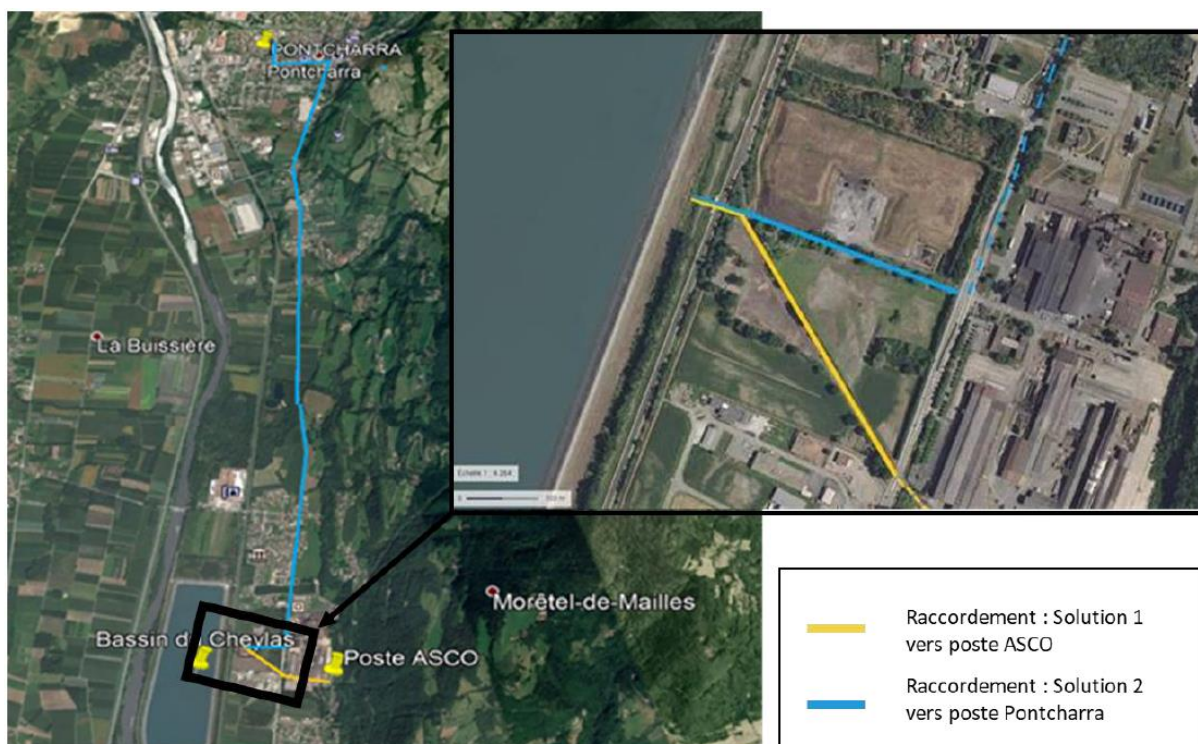 PONTCHARRA
Pontcharra
La Buissière
Bassin du Cheylas
Poste ASCO
Morêtel-de-Mailles
Raccordement : Solution 1
vers poste ASCO
Raccordement : Solution 2
vers poste Pontcharra